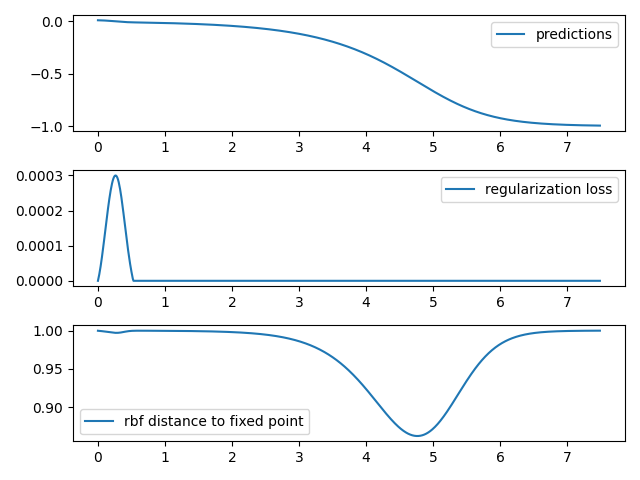 0.0
−0.5
−1.0
predictions
0 1 2 3 4 5 6 7
0.0003
0.0002
0.0001
0.0000
regularization loss
0 1 2 3 4 5 6 7
1.00
0.95
0.90
rbf distance to fixed point
0 1 2 3 4 5 6 7